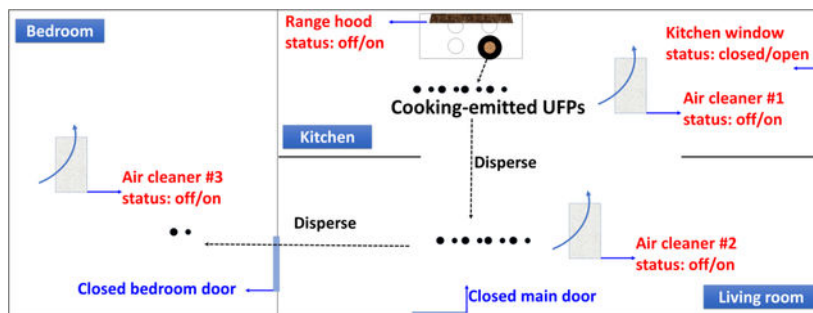 Bedroom
Range hood
status: off/on
Kitchen window
status: closed/open
Air cleaner #1
status: off/on
Cooking-emitted UFPs
Kitchen
Disperse
Air cleaner #3
status: off/on
Disperse
Air cleaner #2
status: off/on
Closed bedroom door
Closed main door
Living room